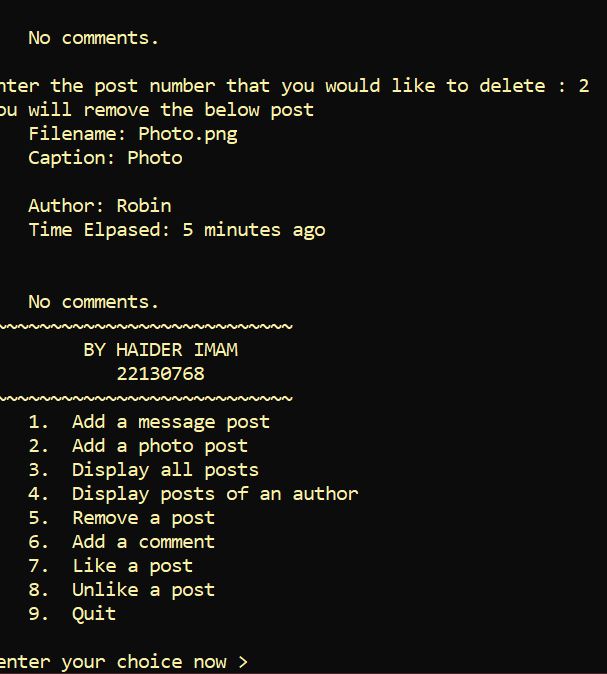 No comments.
nter the post number that you would like to delete : 2
ou will remove the below post
Filename: Photo.png
Caption: Photo
Author: Robin
Time Elpased: 5 minutes ago
No comments.
~~~~~~~~~~~~~~~~~~~~~~~~~~~
BY HAIDER IMAM
22130768
~~~~~~~~~~~~~~~~~~~~~~~~~~~
1.  Add a message post
2.  Add a photo post
3.  Display all posts
4.  Display posts of an author
5.  Remove a post
6.  Add a comment
7.  Like a post
8.  Unlike a post
9.  Quit
enter your choice now >